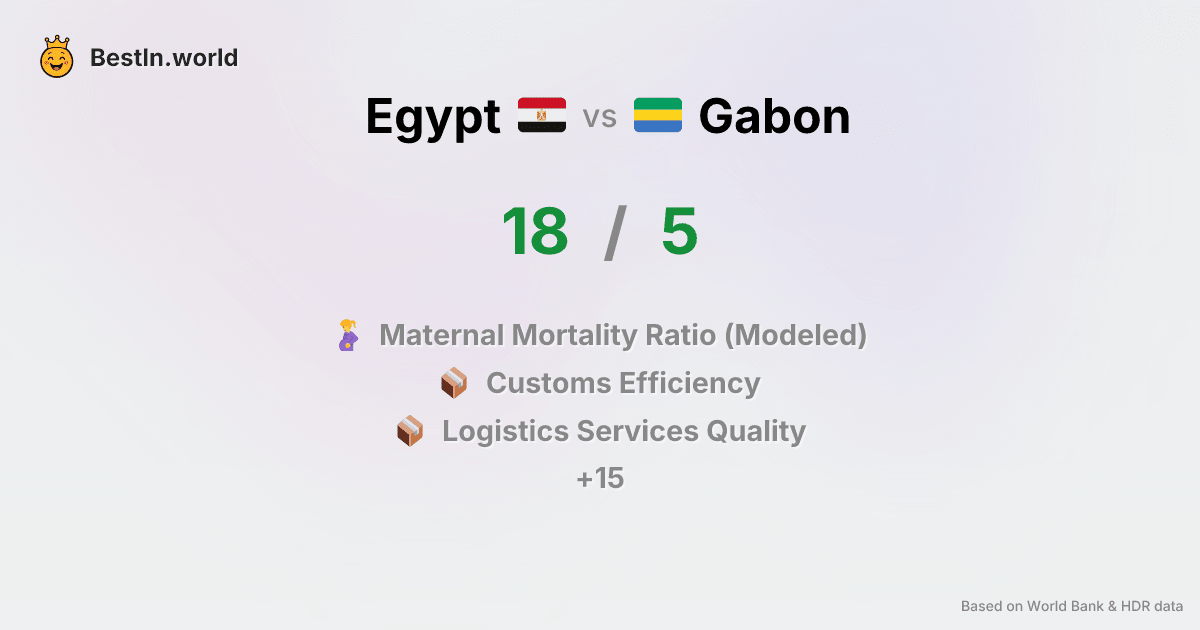 BestIn.world
Egypt vs Gabon
18 / 5
Maternal Mortality Ratio (Modeled)
Customs Efficiency
Logistics Services Quality
+15
Based on World Bank & HDR data